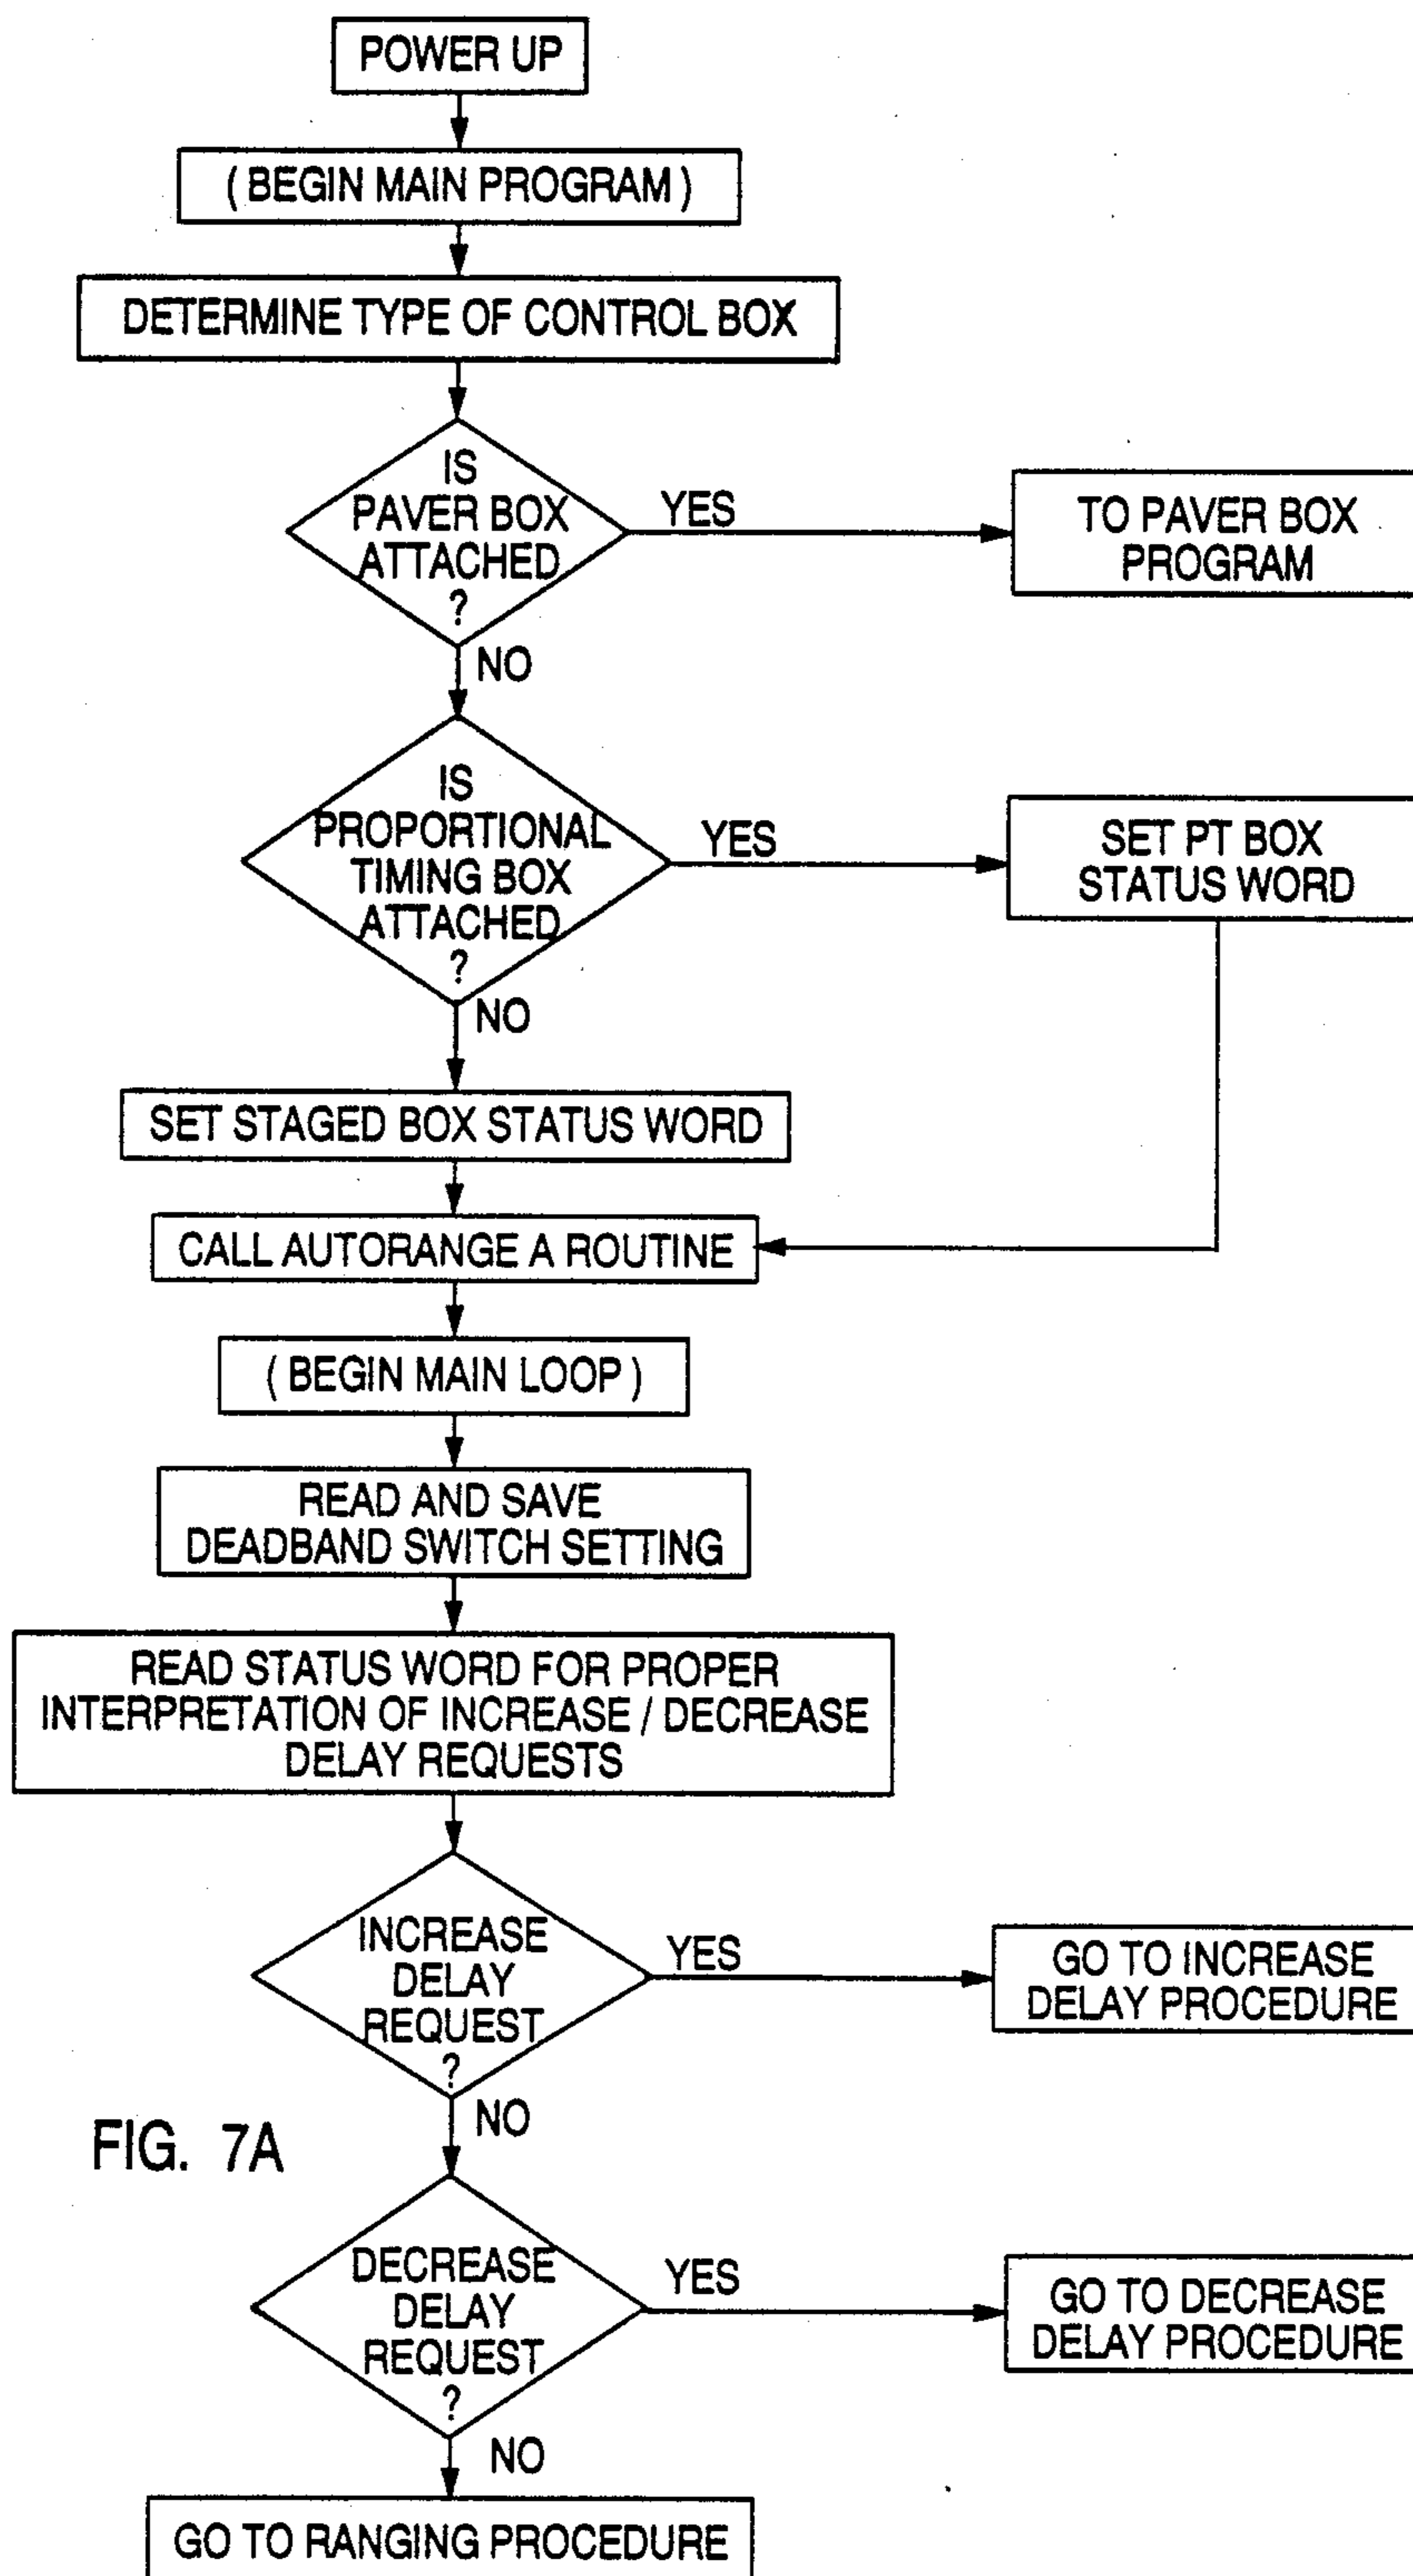 POWER UP
( BEGIN MAIN PROGRAM )
DETERMINE TYPE OF CONTROL BOX
IS
PAVER BOX
ATTACHED
?
YES
TO PAVER BOX
PROGRAM
NO
IS
PROPORTIONAL
TIMING BOX
ATTACHED
?
YES
SET PT BOX
STATUS WORD
NO
SET STAGED BOX STATUS WORD
CALL AUTORANGE A ROUTINE
( BEGIN MAIN LOOP )
READ AND SAVE
DEADBAND SWITCH SETTING
READ STATUS WORD FOR PROPER
INTERPRETATION OF INCREASE / DECREASE
DELAY REQUESTS
INCREASE
DELAY
REQUEST
?
YES
GO TO INCREASE
DELAY PROCEDURE
NO
FIG. 7A
DECREASE
DELAY
REQUEST
?
YES
GO TO DECREASE
DELAY PROCEDURE
NO
GO TO RANGING PROCEDURE